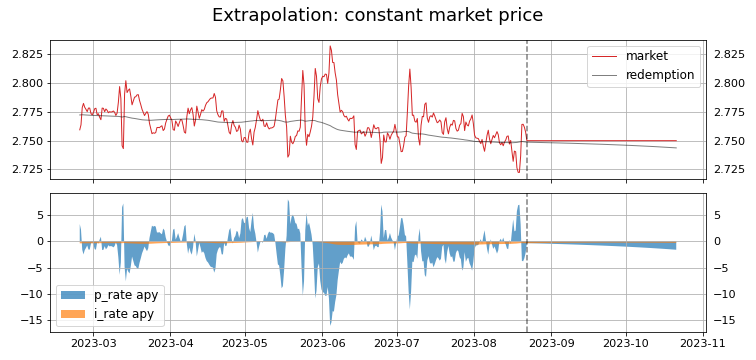 Extrapolation: constant market price
2.825 2.825
2.800 2.800
2.775 2.775
2.750 2.750
2.725 2.725
market
redemption
5 5
0 0
−5 −5
−10 −10
−15 −15
p_rate apy
i_rate apy
2023-03 2023-04 2023-05 2023-06 2023-07 2023-08 2023-09 2023-10 2023-11